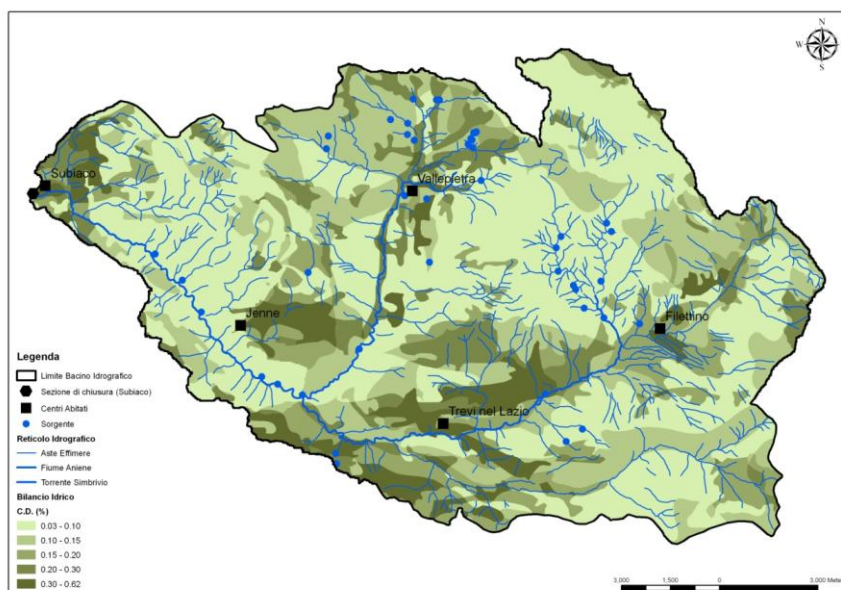 N
W E
S
Subiaco
Vallepietra
Jenne
Filettino
Trevi nel Lazio
Legenda
Limite Bacino Idrografico
Sezione di chiusura (Subiaco)
Centri Abitati
Sorgente
Reticolo Idrografico
Aste Effimere
Fiume Aniene
Torrente Simbrivio
Bilancio Idrico
C.D. (%)
0.03 - 0.10
0.10 - 0.15
0.15 - 0.20
0.20 - 0.30
0.30 - 0.62
3,000 1,500 0 3,000 Meters